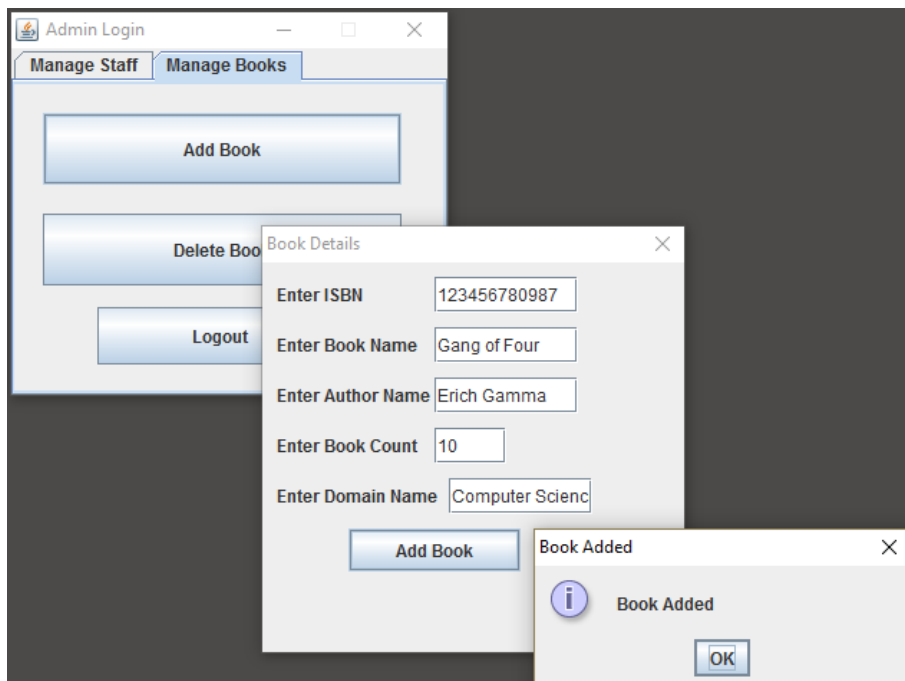 Admin Login
Manage Staff Manage Books
Add Book
Delete Boo
Logout
Book Details
Enter ISBN 123456780987
Enter Book Name Gang of Four
Enter Author Name Erich Gamma
Enter Book Count 10
Enter Domain Name Computer Scienc
Add Book
Book Added
i Book Added
OK